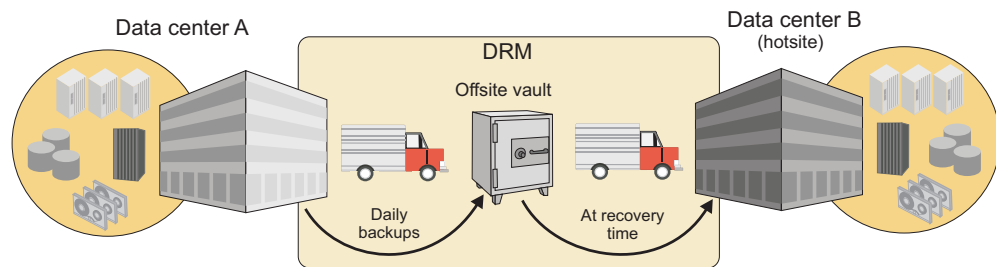 Data center A
DRM
Offsite vault
Data center B
(hotsite)
Daily
backups
At recovery
time